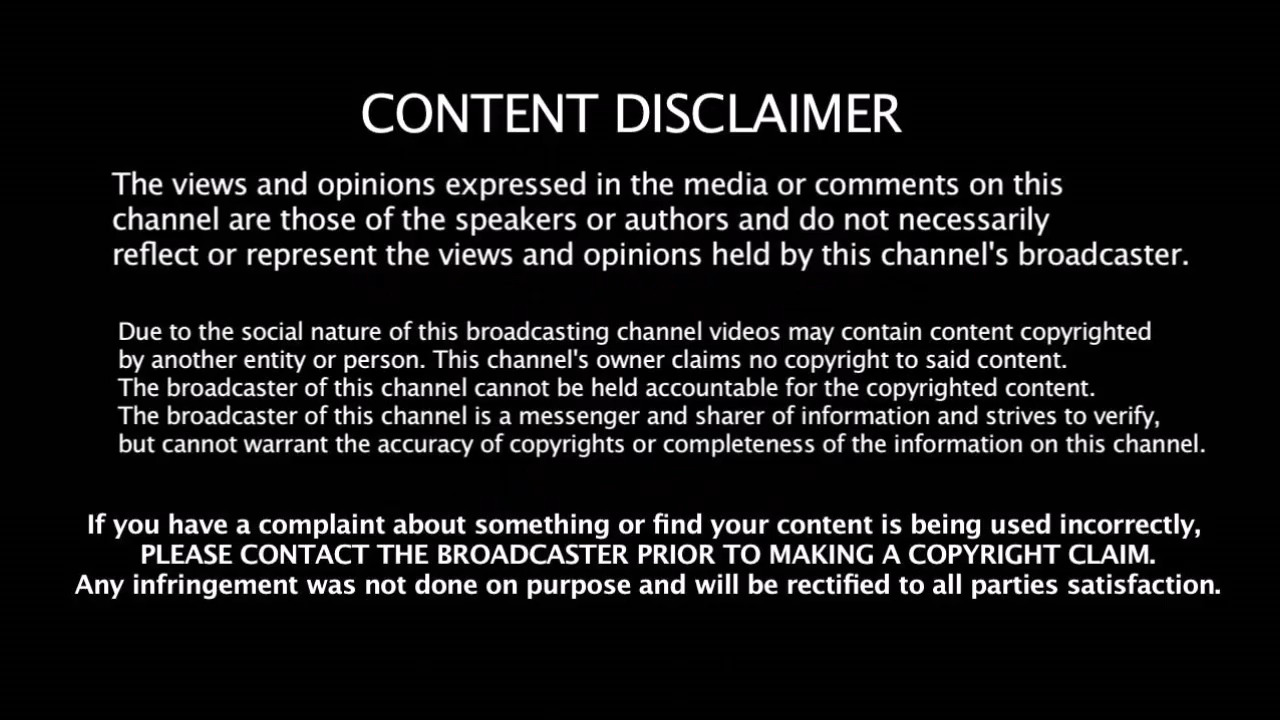 CONTENT DISCLAIMER
The views and opinions expressed in the media or comments on this
channel are those of the speakers or authors and do not necessarily
reflect or represent the views and opinions held by this channel's broadcaster.
Due to the social nature of this broadcasting channel videos may contain content copyrighted
by another entity or person. This channel's owner claims no copyright to said content.
The broadcaster of this channel cannot be held accountable for the copyrighted content.
The broadcaster of this channel is a messenger and sharer of information and strives to verify,
but cannot warrant the accuracy of copyrights or completeness of the information on this channel.
If you have a complaint about something or find your content is being used incorrectly,
PLEASE CONTACT THE BROADCASTER PRIOR TO MAKING A COPYRIGHT CLAIM.
Any infringement was not done on purpose and will be rectified to all parties satisfaction.